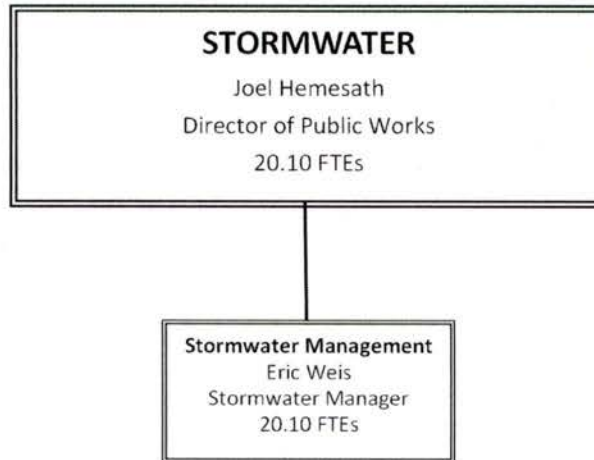 STORMWATER
Joel Hemesath
Director of Public Works
20.10 FTEs
Stormwater Management
Eric Weis
Stormwater Manager
20.10 FTEs